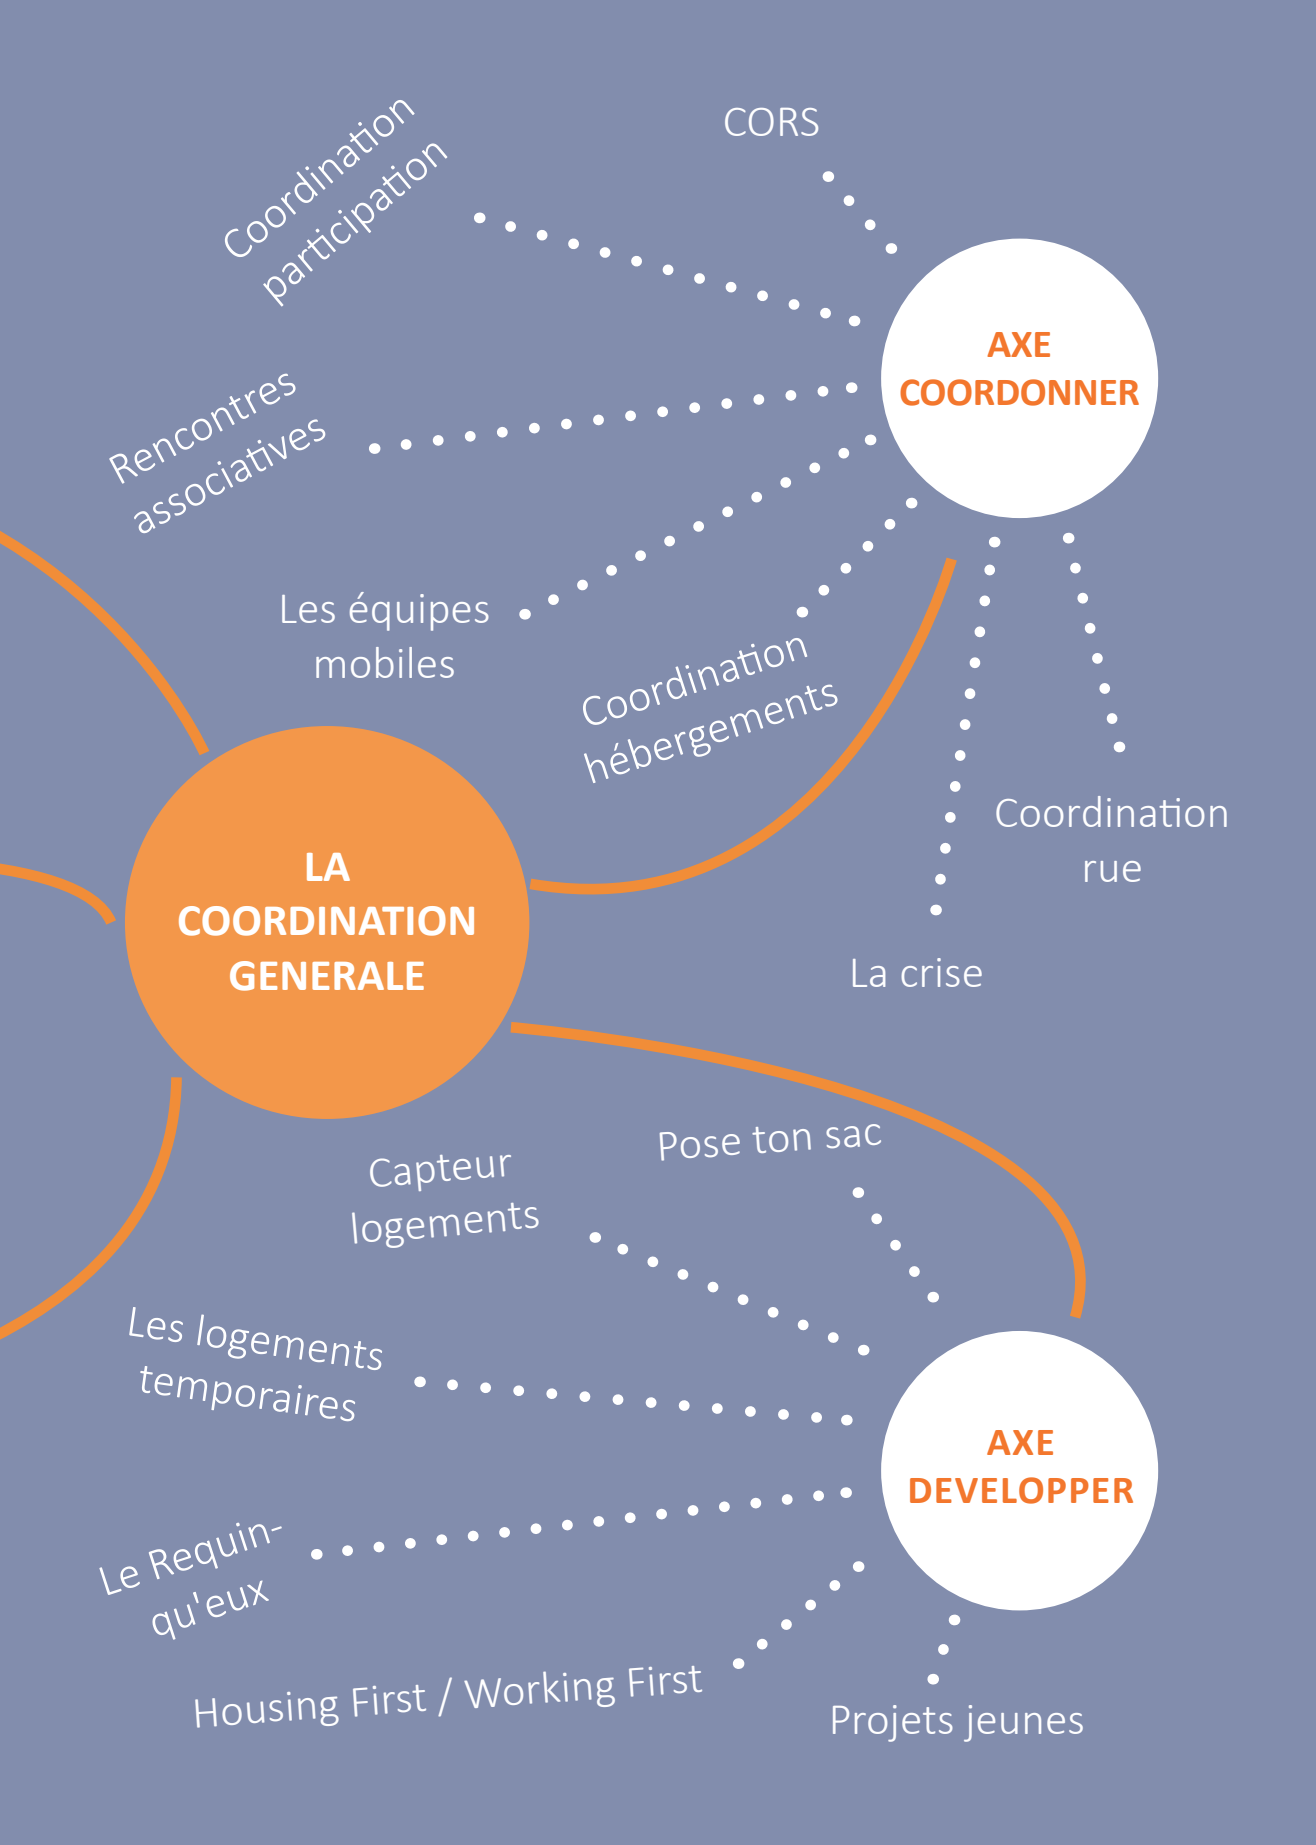 CORS
Coordination
participation
AXE
COORDONNER
Rencontres
associatives
Les équipes
mobiles
Coordination
hébergements
Coordination
rue
La crise
LA
COORDINATION
GENERALE
Pose ton sac
Capteur
logements
Les logements
temporaires
AXE
DEVELOPPER
Le Requin-
qu'eux
Housing First / Working First
Projets jeunes